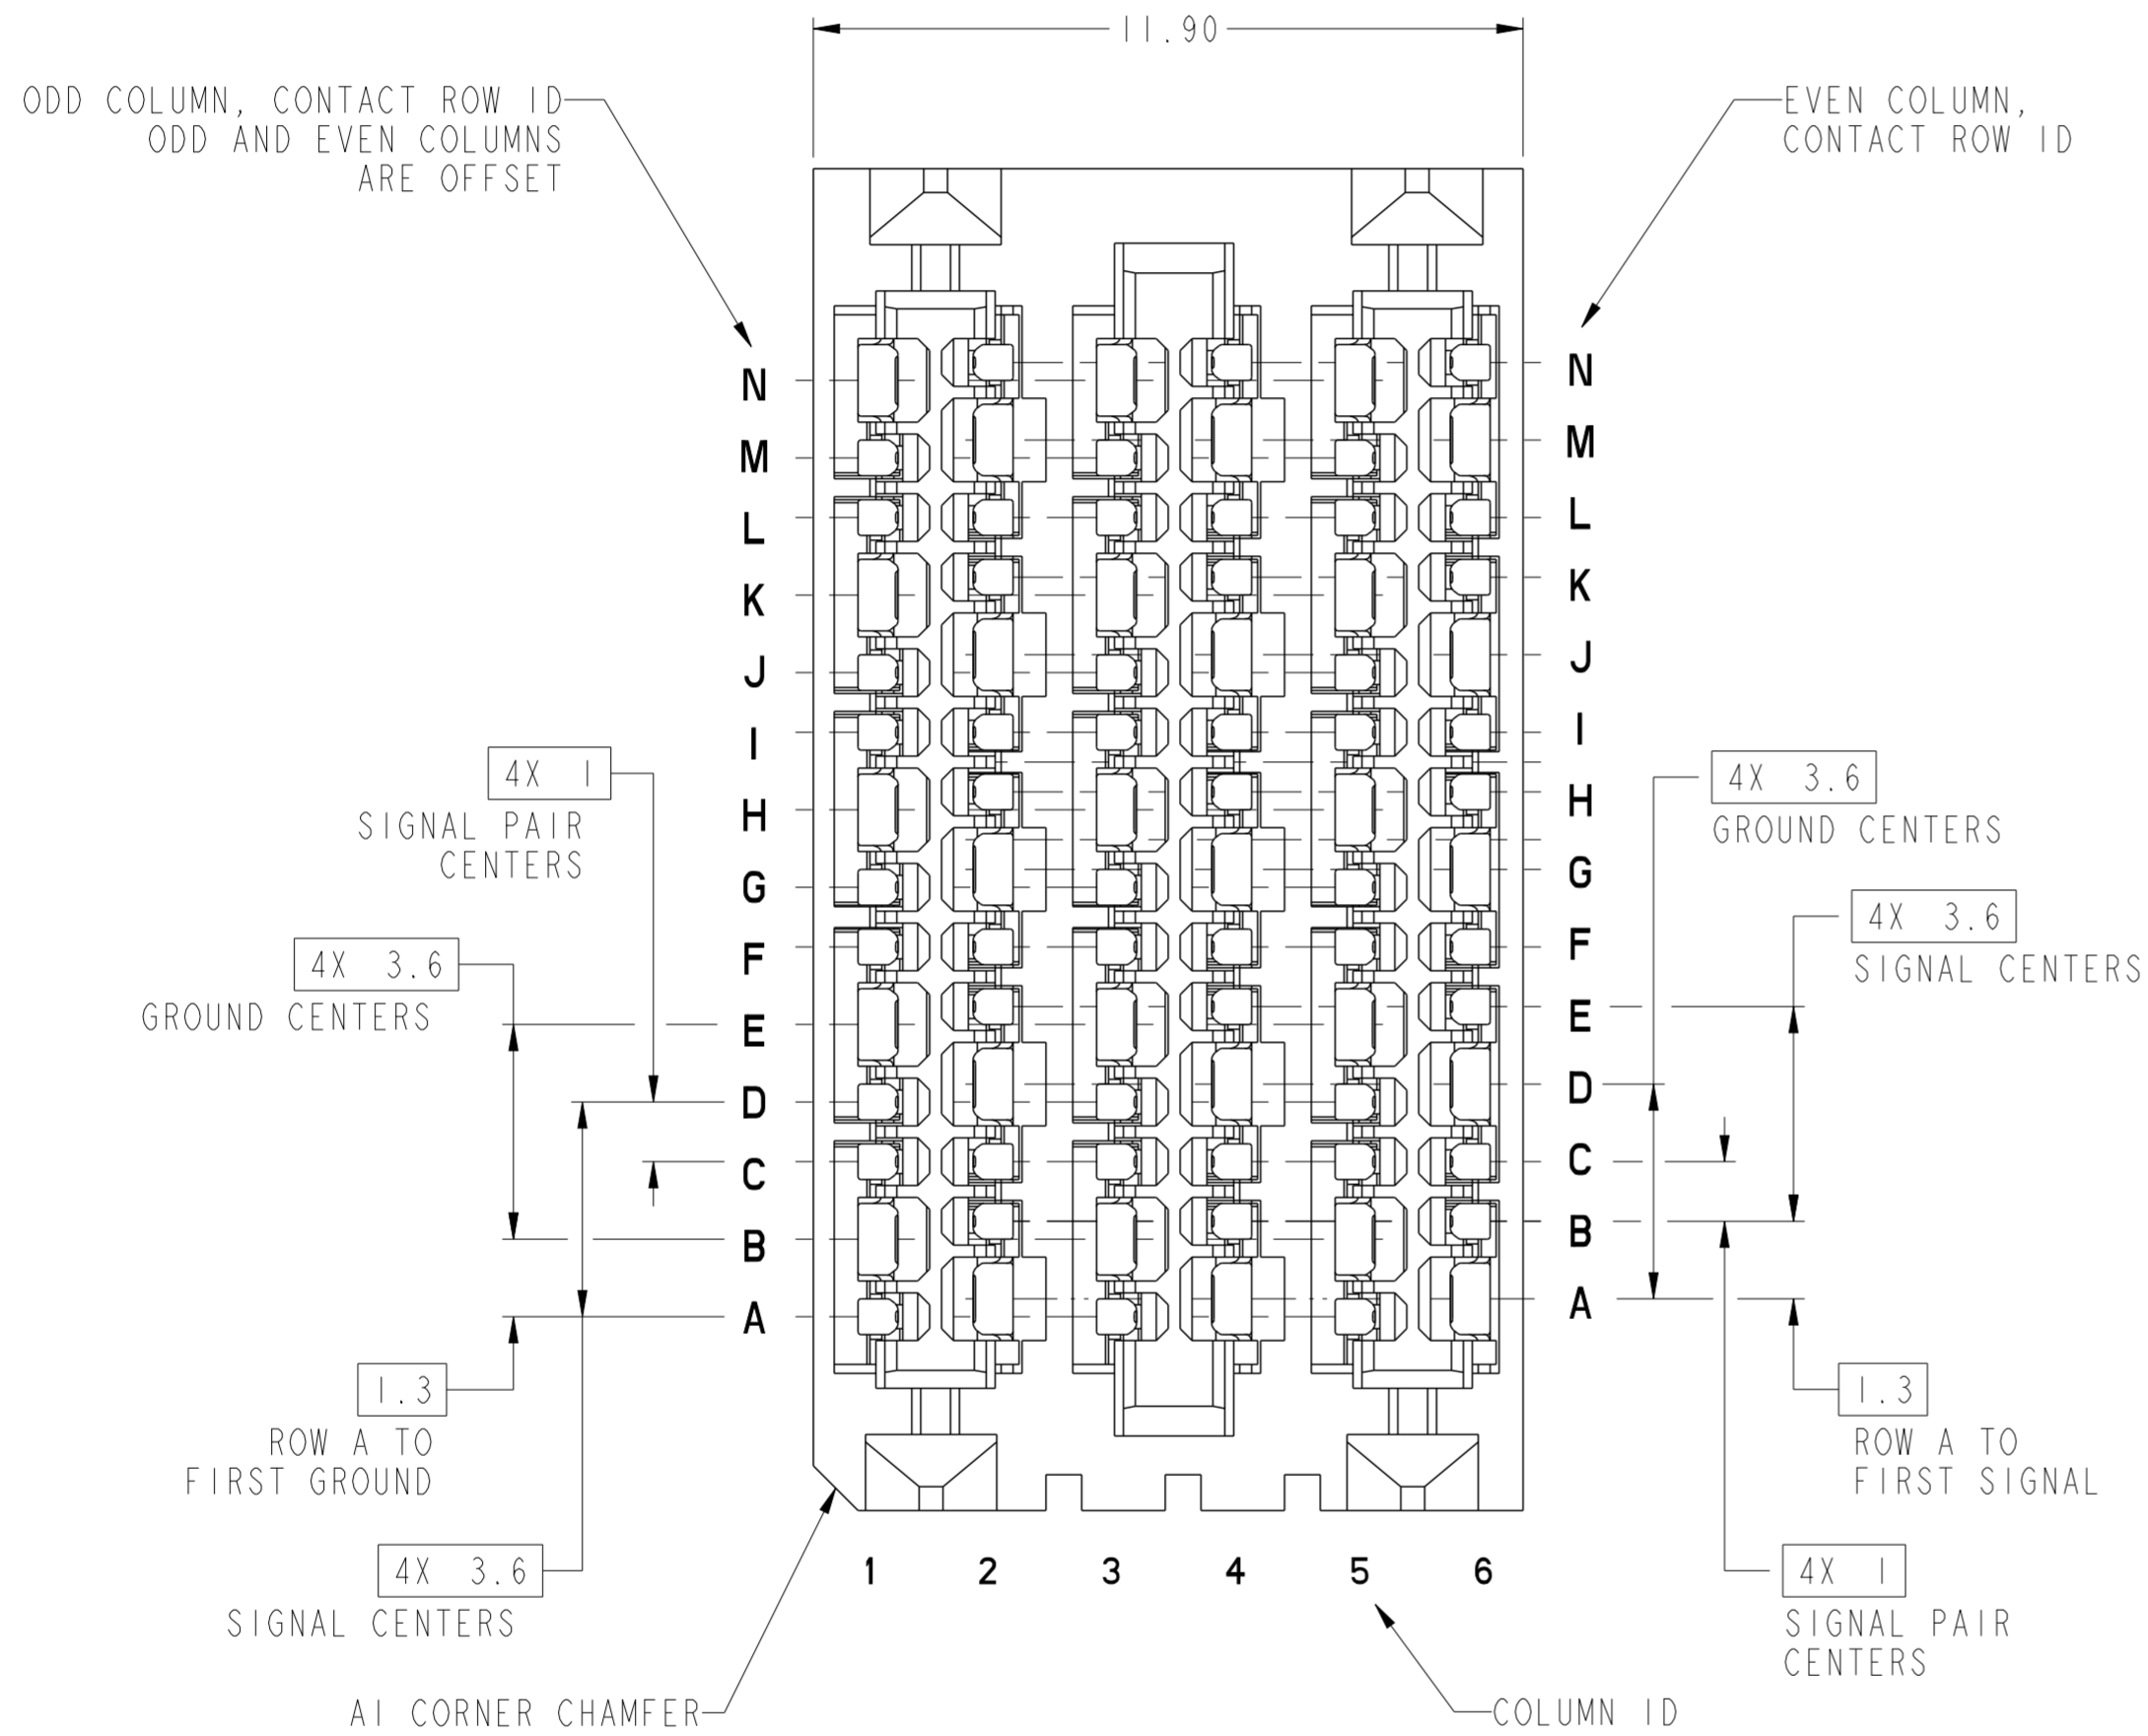 11.90
ODD COLUMN, CONTACT ROW ID
ODD AND EVEN COLUMNS
ARE OFFSET
EVEN COLUMN,
CONTACT ROW ID
N
M
L
K
J
I
H
G
F
E
D
C
B
A
N
M
L
K
J
I
H
G
F
E
D
C
B
A
4X 1
SIGNAL PAIR
CENTERS
4X 3.6
GROUND CENTERS
1.3
ROW A TO
FIRST GROUND
4X 3.6
SIGNAL CENTERS
4X 3.6
GROUND CENTERS
4X 3.6
SIGNAL CENTERS
1.3
ROW A TO
FIRST SIGNAL
4X 1
SIGNAL PAIR
CENTERS
1 2 3 4 5 6
A1 CORNER CHAMFER
COLUMN ID